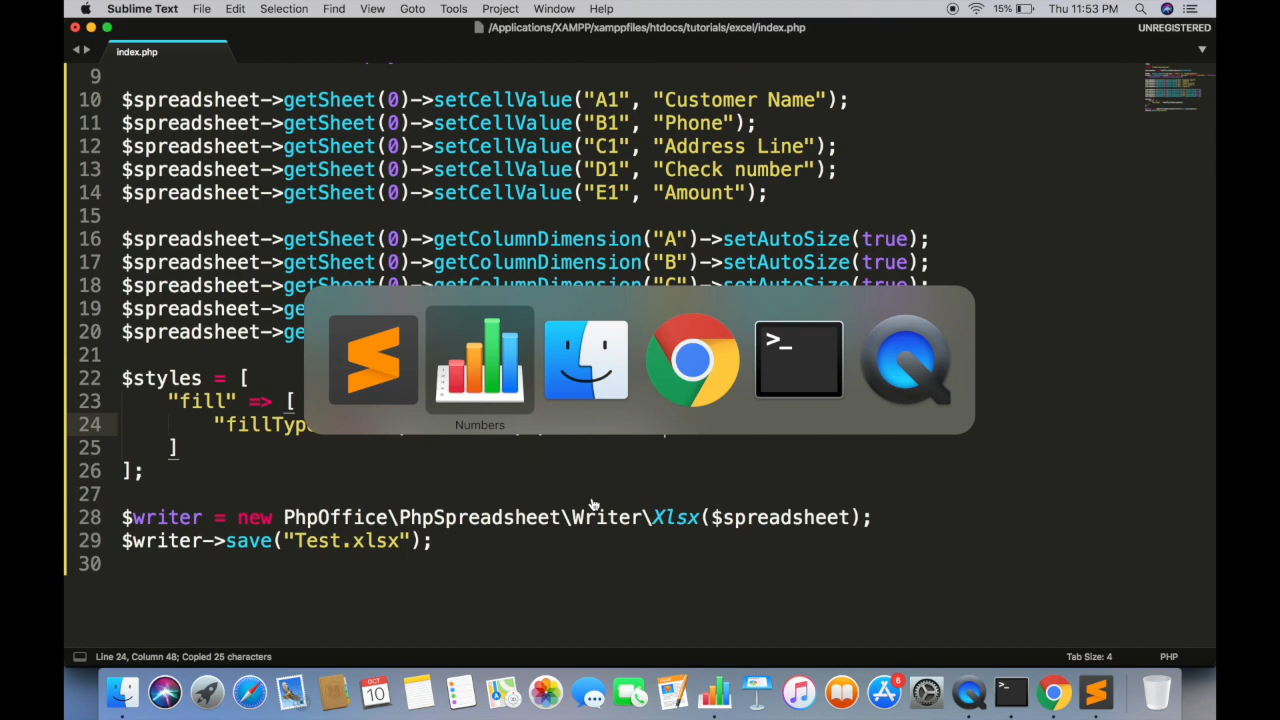 Sublime Text File Edit Selection Find View Goto Tools Project Window Help 15% Thu 11:53 PM
/Applications/XAMPP/xamppfiles/htdocs/tutorials/excel/index.php UNREGISTERED
index.php
9
10 $spreadsheet->getSheet(0)->setCellValue("A1", "Customer Name");
11 $spreadsheet->getSheet(0)->setCellValue("B1", "Phone");
12 $spreadsheet->getSheet(0)->setCellValue("C1", "Address Line");
13 $spreadsheet->getSheet(0)->setCellValue("D1", "Check number");
14 $spreadsheet->getSheet(0)->setCellValue("E1", "Amount");
15
16 $spreadsheet->getSheet(0)->getColumnDimension("A")->setAutoSize(true);
17 $spreadsheet->getSheet(0)->getColumnDimension("B")->setAutoSize(true);
18 $spreadsheet->getSheet(0)->getColumnDimension("C")->setAutoSize(true);
19 $spreadsheet->ge
20 $spreadsheet->ge
21
22 $styles = [
23 "fill" => [
24 "fillTyp
Numbers
25 ]
26 ];
27
28 $writer = new PhpOffice\PhpSpreadsheet\Writer\Xlsx($spreadsheet);
29 $writer->save("Test.xlsx");
30
Line 24, Column 48; Copied 25 characters Tab Size: 4 PHP
OCT
10
6